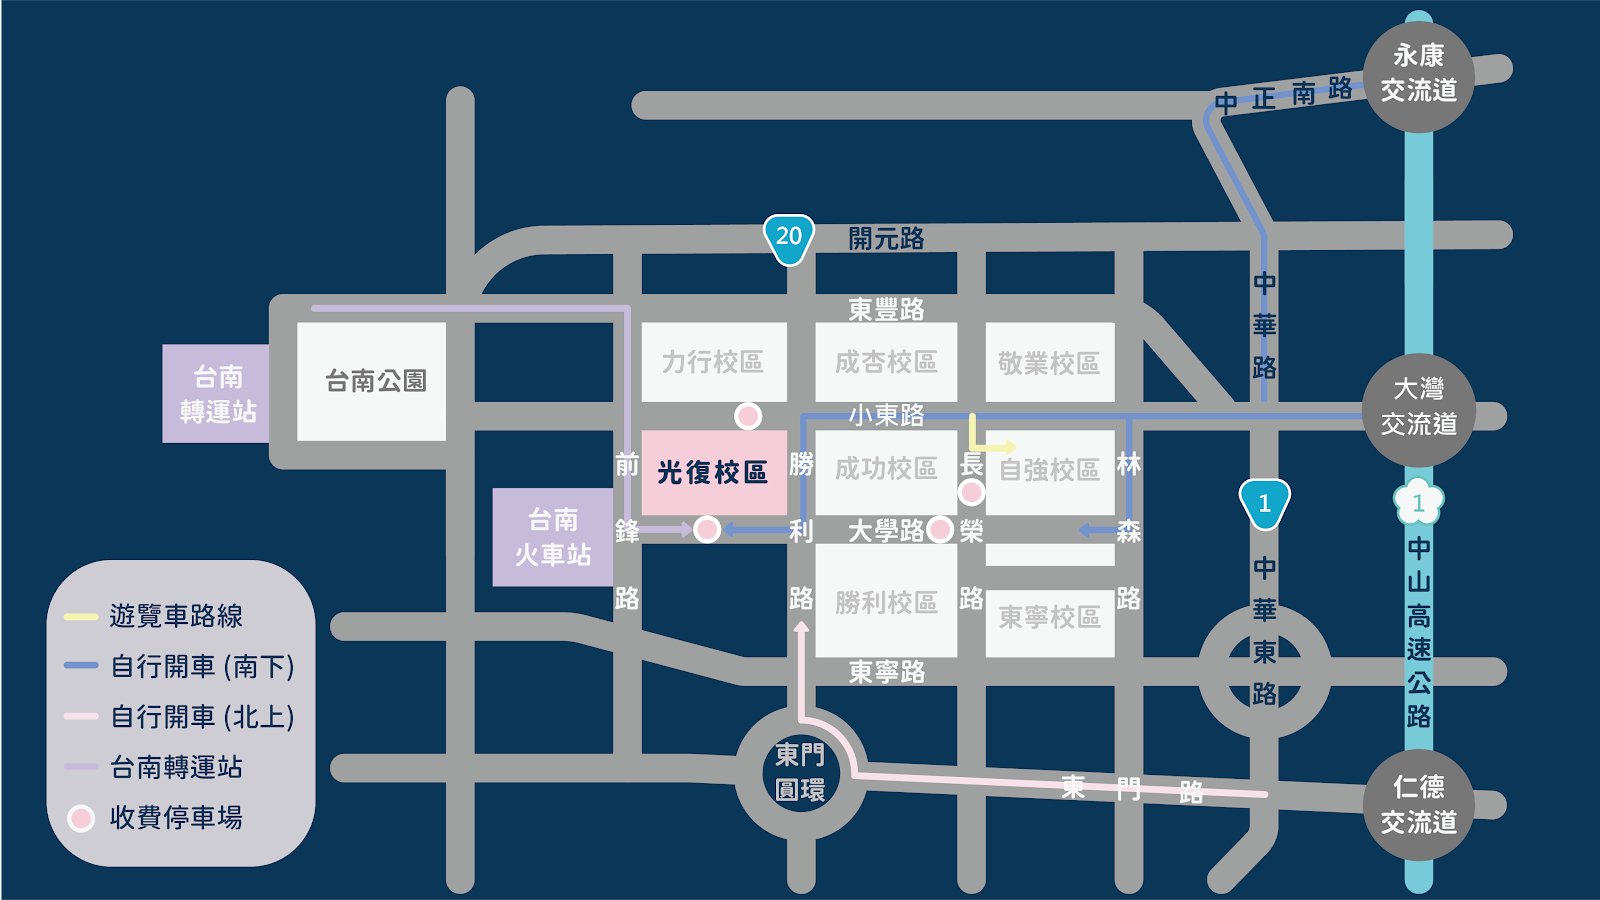 永康
交流道
中正南路
20
開元路
中華路
東豐路
台南
轉運站
台南公園
力行校區
成杏校區
敬業校區
大灣
交流道
小東路
前鋒路
光復校區
勝利路
成功校區
長榮路
自強校區
林森路
1
1
台南
火車站
大學路
中山高速公路
中華東路
勝利校區
東寧校區
東寧路
東門
圓環
東門路
仁德
交流道
遊覽車路線
自行開車 (南下)
自行開車 (北上)
台南轉運站
收費停車場